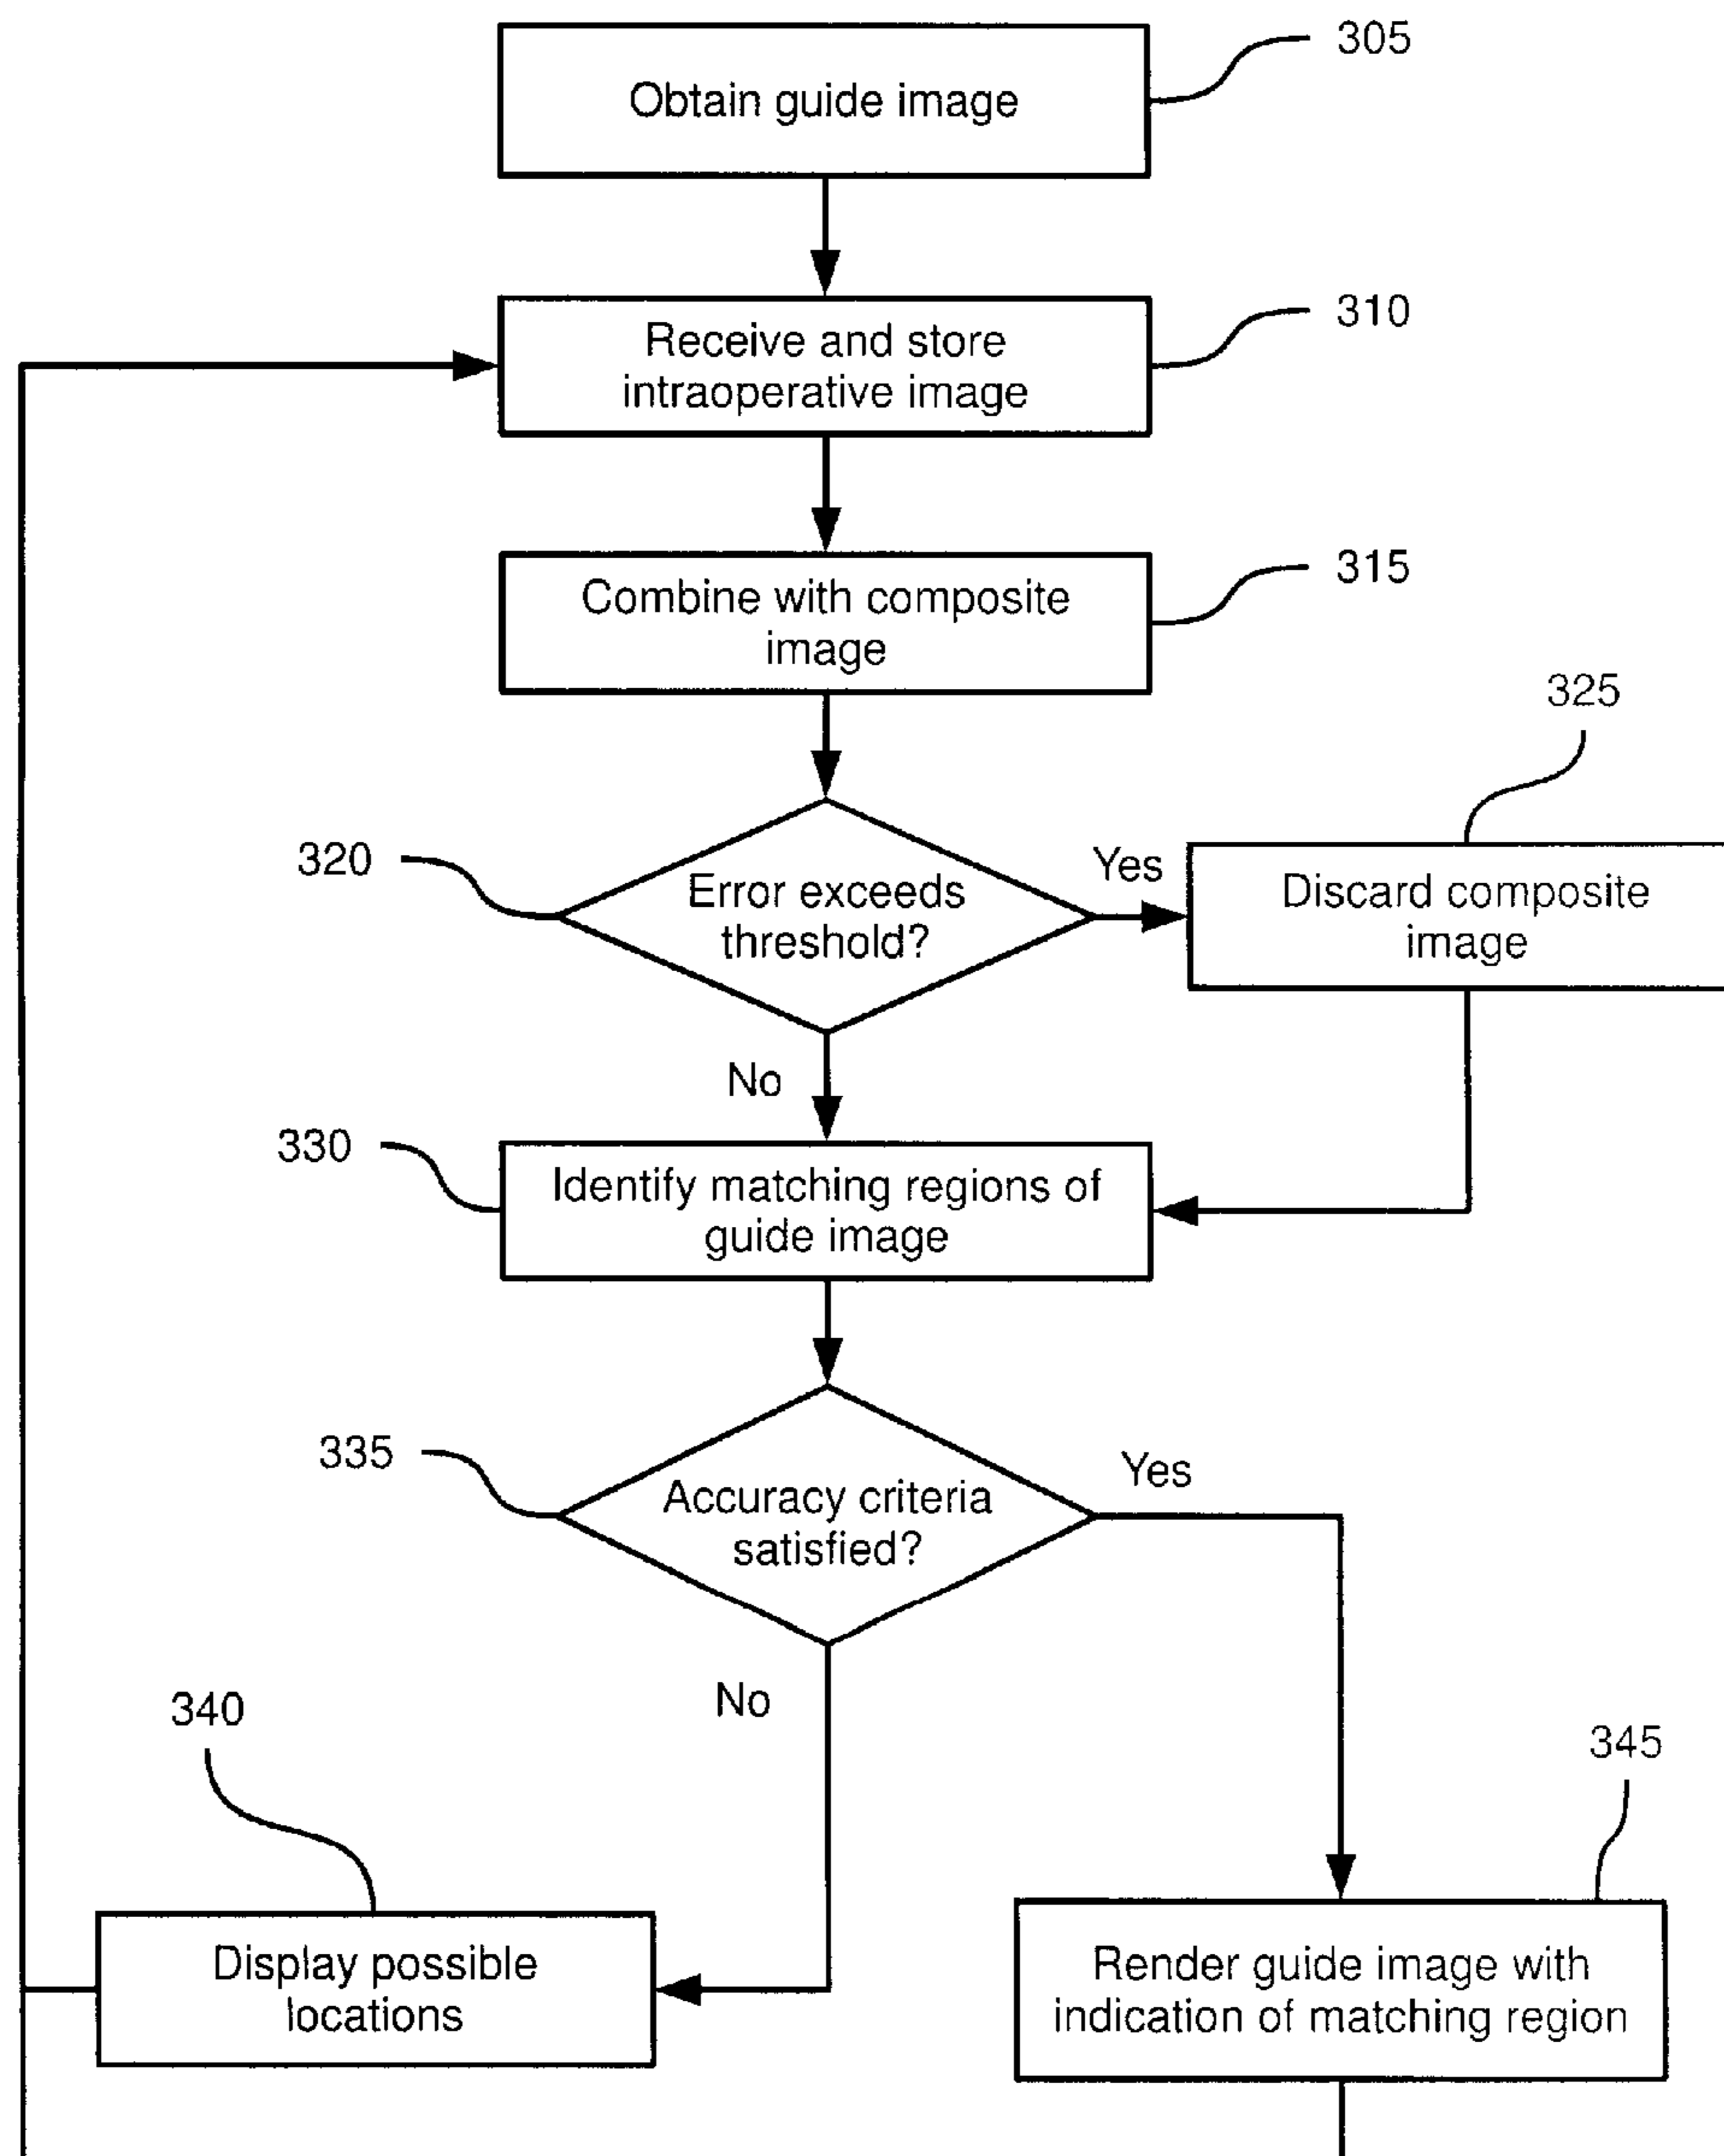 Obtain guide image
305
Receive and store
intraoperative image
310
Combine with composite
image
315
320
Error exceeds
threshold?
Yes
325
Discard composite
image
No
330
Identify matching regions of
guide image
335
Accuracy criteria
satisfied?
Yes
No
340
Display possible
locations
345
Render guide image with
indication of matching region